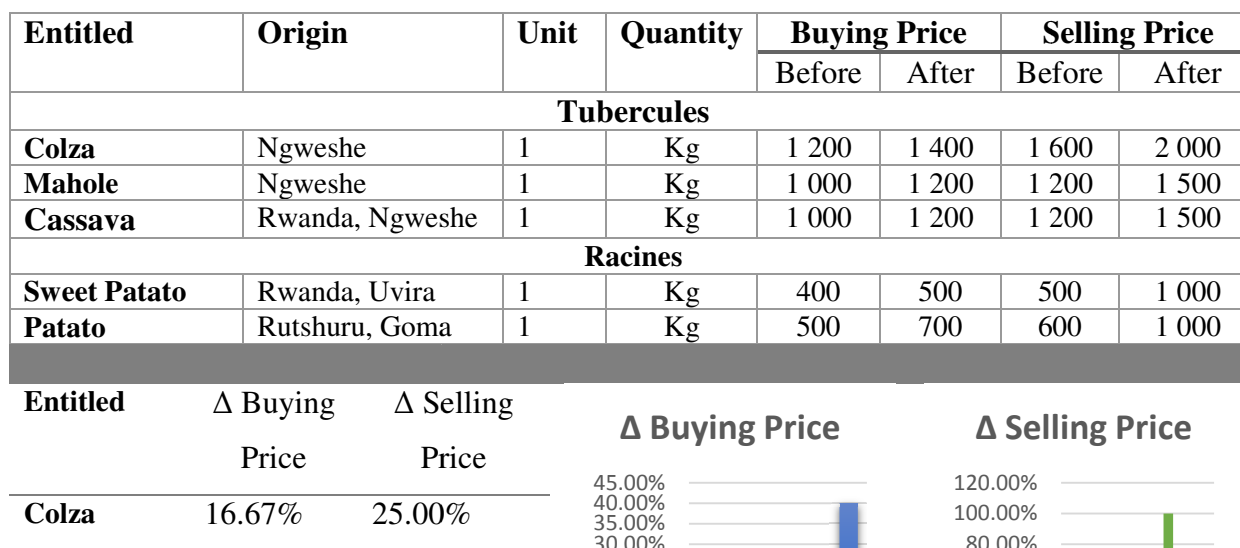 Entitled Origin Unit Quantity Buying Price Selling Price
Before After Before After
Tubercules
Colza Ngweshe 1 Kg 1 200 1 400 1 600 2 000
Mahole Ngweshe 1 Kg 1 000 1 200 1 200 1 500
Cassava Rwanda, Ngweshe 1 Kg 1 000 1 200 1 200 1 500
Racines
Sweet Patato Rwanda, Uvira 1 Kg 400 500 500 1 000
Patato Rutshuru, Goma 1 Kg 500 700 600 1 000
Entitled Δ Buying Δ Selling
Price Price
Colza 16.67% 25.00%
Δ Buying Price
45.00%
40.00%
35.00%
30.00%
Δ Selling Price
120.00%
100.00%
80.00%